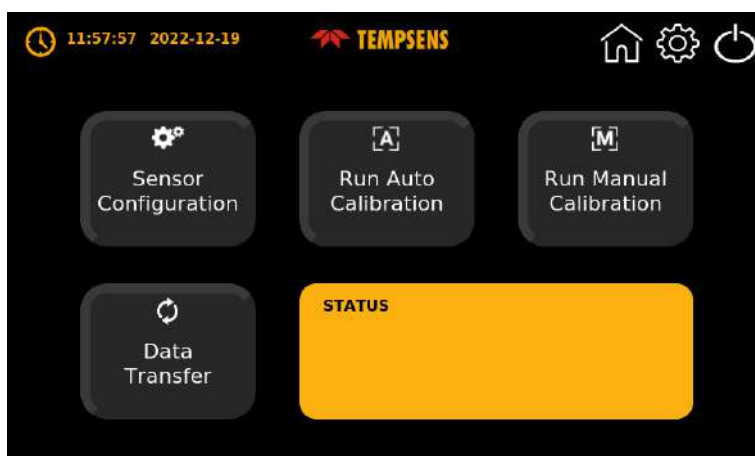 11:57:57 2022-12-19
TEMPSENS
Sensor
Configuration
[A]
Run Auto
Calibration
[M]
Run Manual
Calibration
Data
Transfer
STATUS